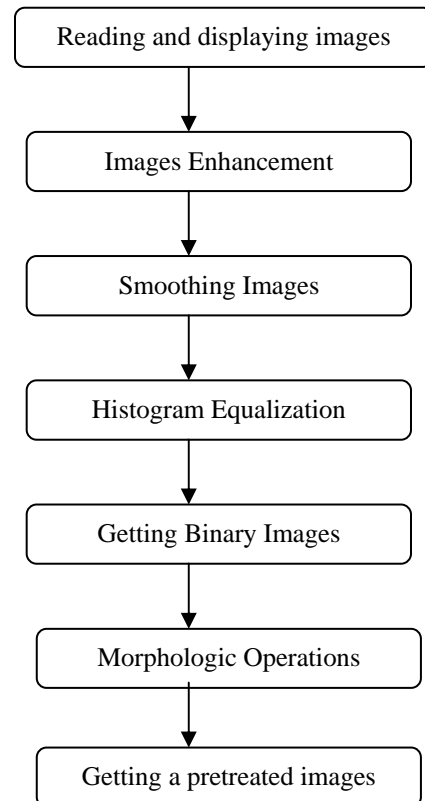 Reading and displaying images
Images Enhancement
Smoothing Images
Histogram Equalization
Getting Binary Images
Morphologic Operations
Getting a pretreated images